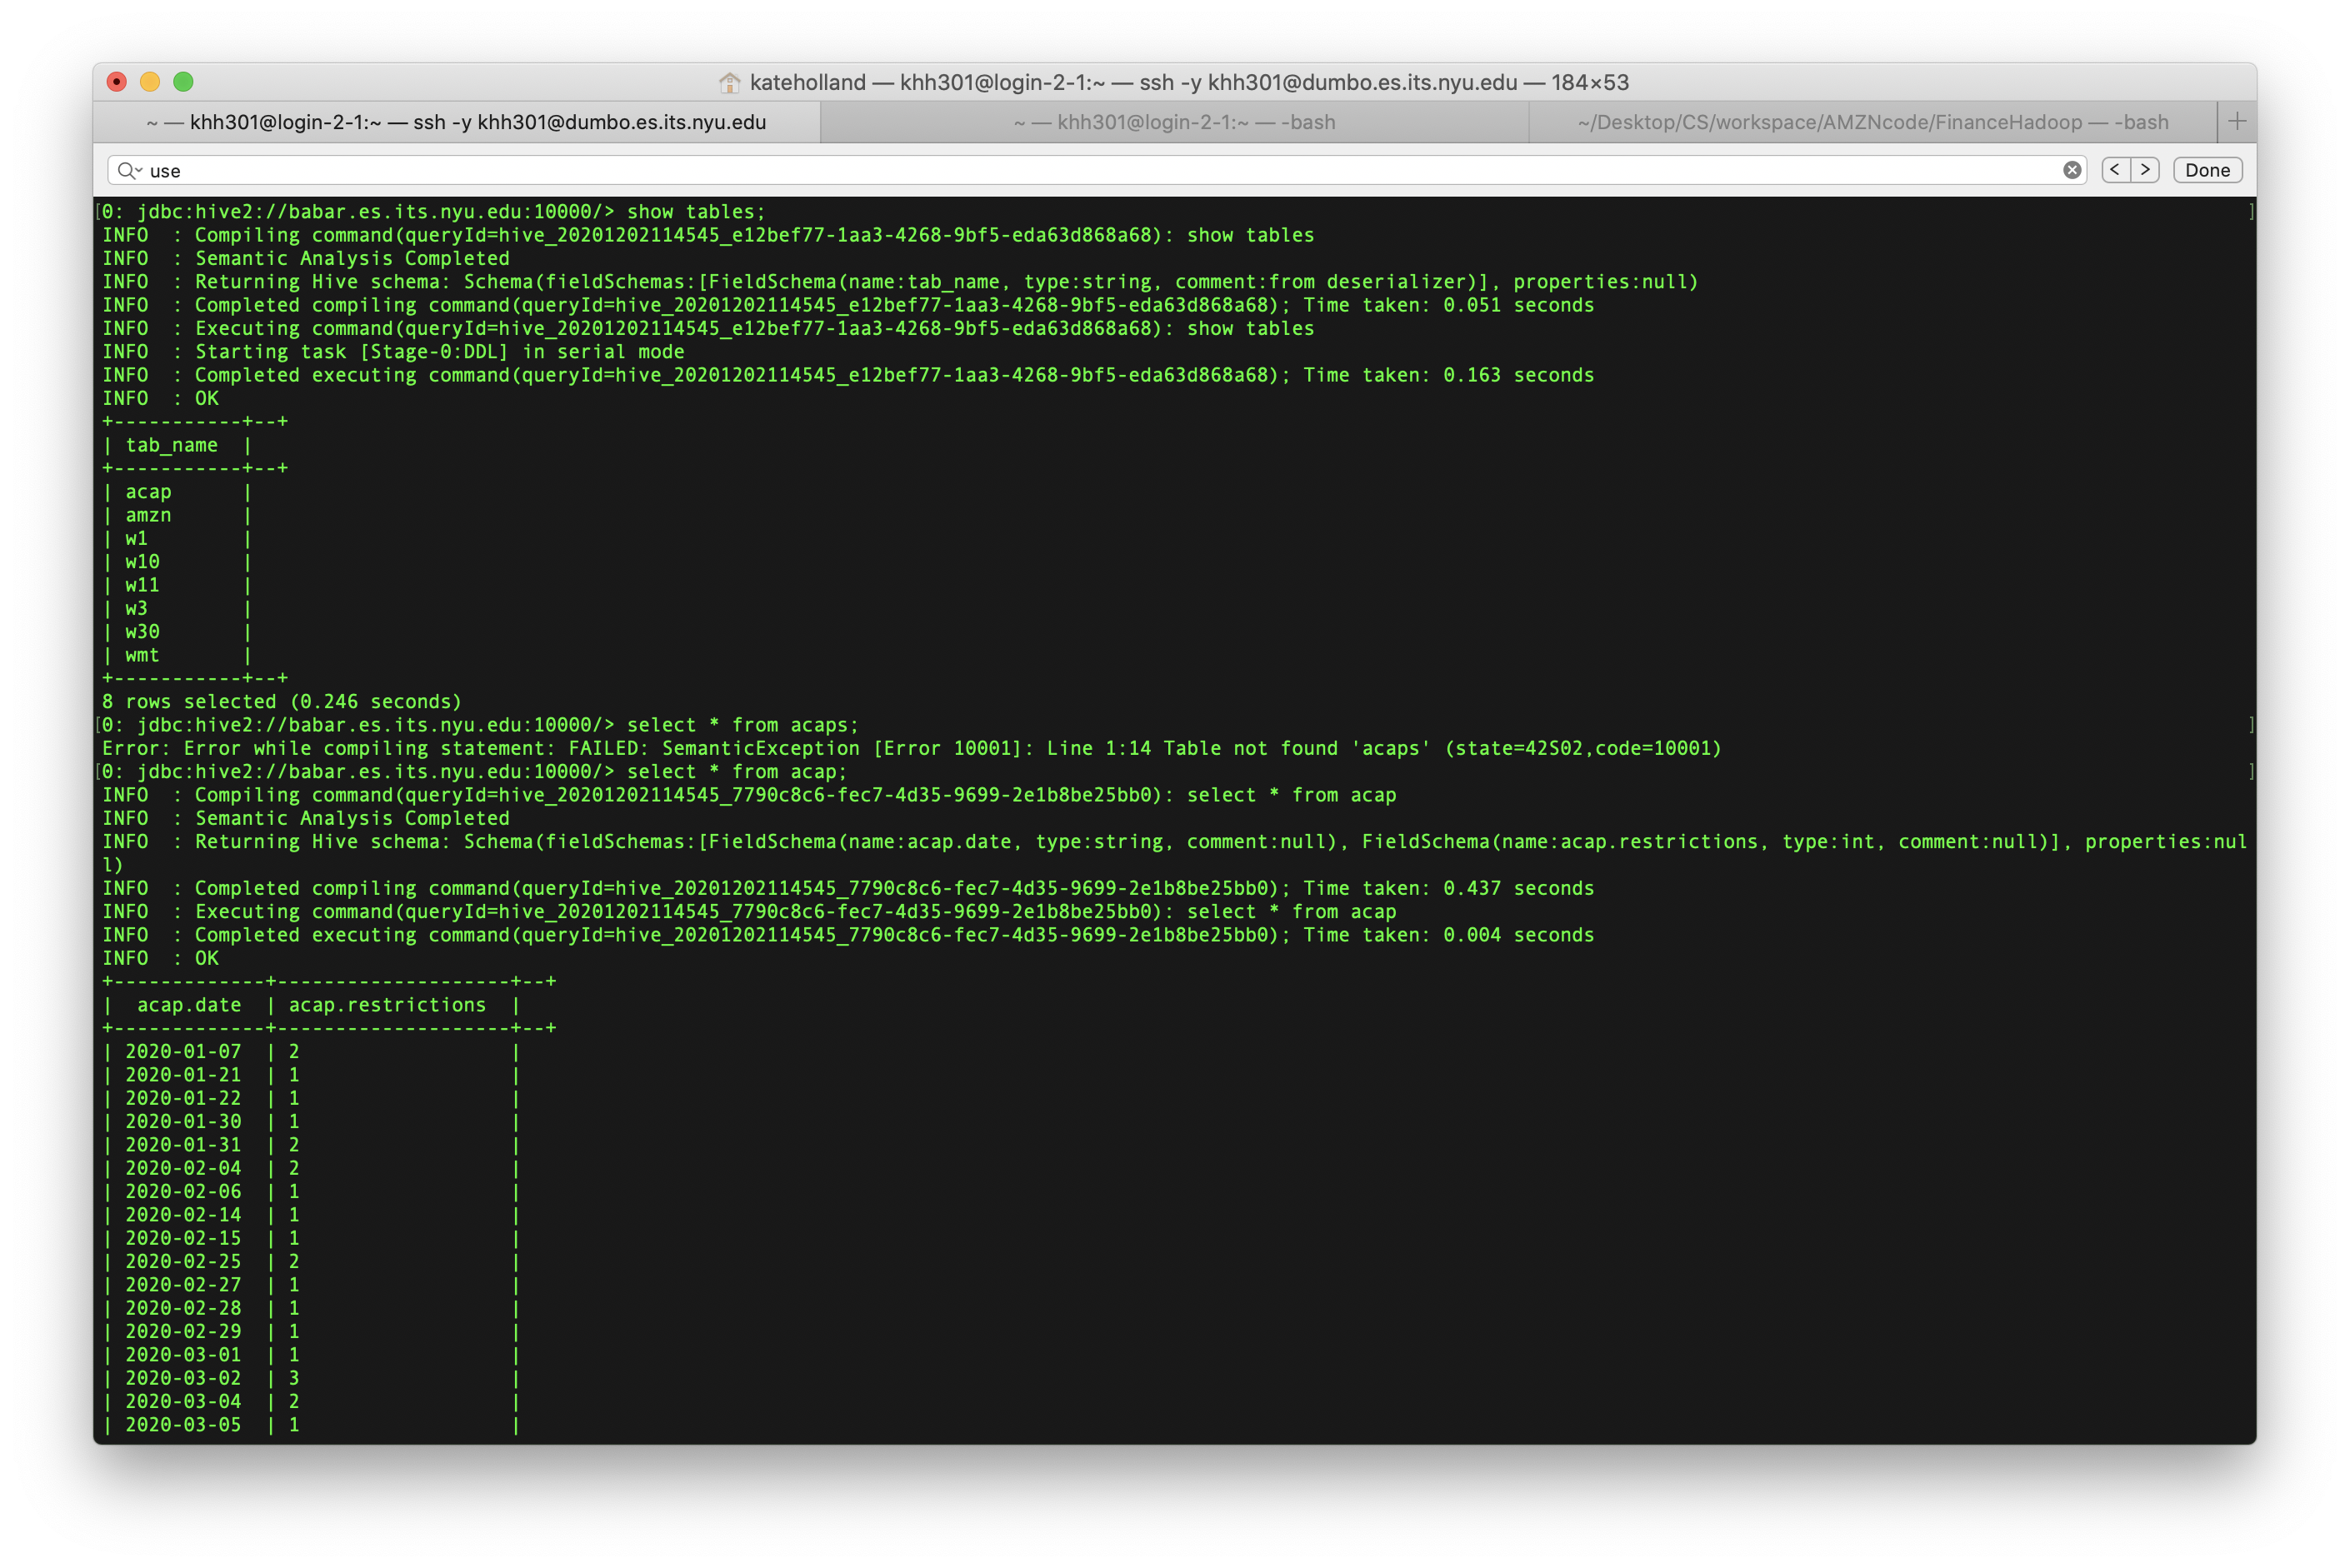 kateholland — khh301@login-2-1:~ — ssh -y khh301@dumbo.es.its.nyu.edu — 184×53
~ — khh301@login-2-1:~ — ssh -y khh301@dumbo.es.its.nyu.edu ~ — khh301@login-2-1:~ — -bash ~/Desktop/CS/workspace/AMZNcode/FinanceHadoop — -bash +
use < > Done
[0: jdbc:hive2://babar.es.its.nyu.edu:10000/> show tables; ]
INFO  : Compiling command(queryId=hive_20201202114545_e12bef77-1aa3-4268-9bf5-eda63d868a68): show tables
INFO  : Semantic Analysis Completed
INFO  : Returning Hive schema: Schema(fieldSchemas:[FieldSchema(name:tab_name, type:string, comment:from deserializer)], properties:null)
INFO  : Completed compiling command(queryId=hive_20201202114545_e12bef77-1aa3-4268-9bf5-eda63d868a68); Time taken: 0.051 seconds
INFO  : Executing command(queryId=hive_20201202114545_e12bef77-1aa3-4268-9bf5-eda63d868a68): show tables
INFO  : Starting task [Stage-0:DDL] in serial mode
INFO  : Completed executing command(queryId=hive_20201202114545_e12bef77-1aa3-4268-9bf5-eda63d868a68); Time taken: 0.163 seconds
INFO  : OK
+-----------+--+
| tab_name  |
+-----------+--+
| acap      |
| amzn      |
| w1        |
| w10       |
| w11       |
| w3        |
| w30       |
| wmt       |
+-----------+--+
8 rows selected (0.246 seconds)
[0: jdbc:hive2://babar.es.its.nyu.edu:10000/> select * from acaps; ]
Error: Error while compiling statement: FAILED: SemanticException [Error 10001]: Line 1:14 Table not found 'acaps' (state=42S02,code=10001)
[0: jdbc:hive2://babar.es.its.nyu.edu:10000/> select * from acap; ]
INFO  : Compiling command(queryId=hive_20201202114545_7790c8c6-fec7-4d35-9699-2e1b8be25bb0): select * from acap
INFO  : Semantic Analysis Completed
INFO  : Returning Hive schema: Schema(fieldSchemas:[FieldSchema(name:acap.date, type:string, comment:null), FieldSchema(name:acap.restrictions, type:int, comment:null)], properties:nul
l)
INFO  : Completed compiling command(queryId=hive_20201202114545_7790c8c6-fec7-4d35-9699-2e1b8be25bb0); Time taken: 0.437 seconds
INFO  : Executing command(queryId=hive_20201202114545_7790c8c6-fec7-4d35-9699-2e1b8be25bb0): select * from acap
INFO  : Completed executing command(queryId=hive_20201202114545_7790c8c6-fec7-4d35-9699-2e1b8be25bb0); Time taken: 0.004 seconds
INFO  : OK
+-------------+--------------------+--+
|  acap.date  | acap.restrictions  |
+-------------+--------------------+--+
| 2020-01-07  | 2                  |
| 2020-01-21  | 1                  |
| 2020-01-22  | 1                  |
| 2020-01-30  | 1                  |
| 2020-01-31  | 2                  |
| 2020-02-04  | 2                  |
| 2020-02-06  | 1                  |
| 2020-02-14  | 1                  |
| 2020-02-15  | 1                  |
| 2020-02-25  | 2                  |
| 2020-02-27  | 1                  |
| 2020-02-28  | 1                  |
| 2020-02-29  | 1                  |
| 2020-03-01  | 1                  |
| 2020-03-02  | 3                  |
| 2020-03-04  | 2                  |
| 2020-03-05  | 1                  |